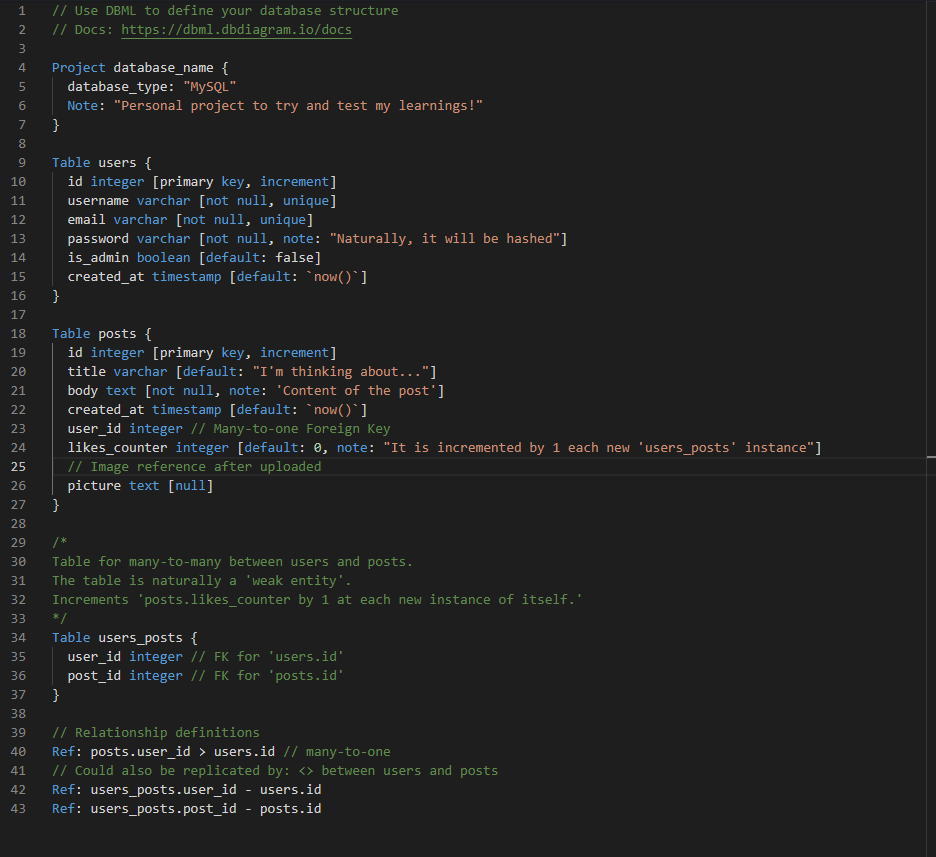 1 // Use DBML to define your database structure
2 // Docs: https://dbml.dbdiagram.io/docs
3
4 Project database_name {
5   database_type: "MySQL"
6   Note: "Personal project to try and test my learnings!"
7 }
8
9 Table users {
10   id integer [primary key, increment]
11   username varchar [not null, unique]
12   email varchar [not null, unique]
13   password varchar [not null, note: "Naturally, it will be hashed"]
14   is_admin boolean [default: false]
15   created_at timestamp [default: `now()`]
16 }
17
18 Table posts {
19   id integer [primary key, increment]
20   title varchar [default: "I'm thinking about..."]
21   body text [not null, note: 'Content of the post']
22   created_at timestamp [default: `now()`]
23   user_id integer // Many-to-one Foreign Key
24   likes_counter integer [default: 0, note: "It is incremented by 1 each new 'users_posts' instance"]
25   // Image reference after uploaded
26   picture text [null]
27 }
28
29 /*
30 Table for many-to-many between users and posts.
31 The table is naturally a 'weak entity'.
32 Increments 'posts.likes_counter by 1 at each new instance of itself.'
33 */
34 Table users_posts {
35   user_id integer // FK for 'users.id'
36   post_id integer // FK for 'posts.id'
37 }
38
39 // Relationship definitions
40 Ref: posts.user_id > users.id // many-to-one
41 // Could also be replicated by: <> between users and posts
42 Ref: users_posts.user_id - users.id
43 Ref: users_posts.post_id - posts.id